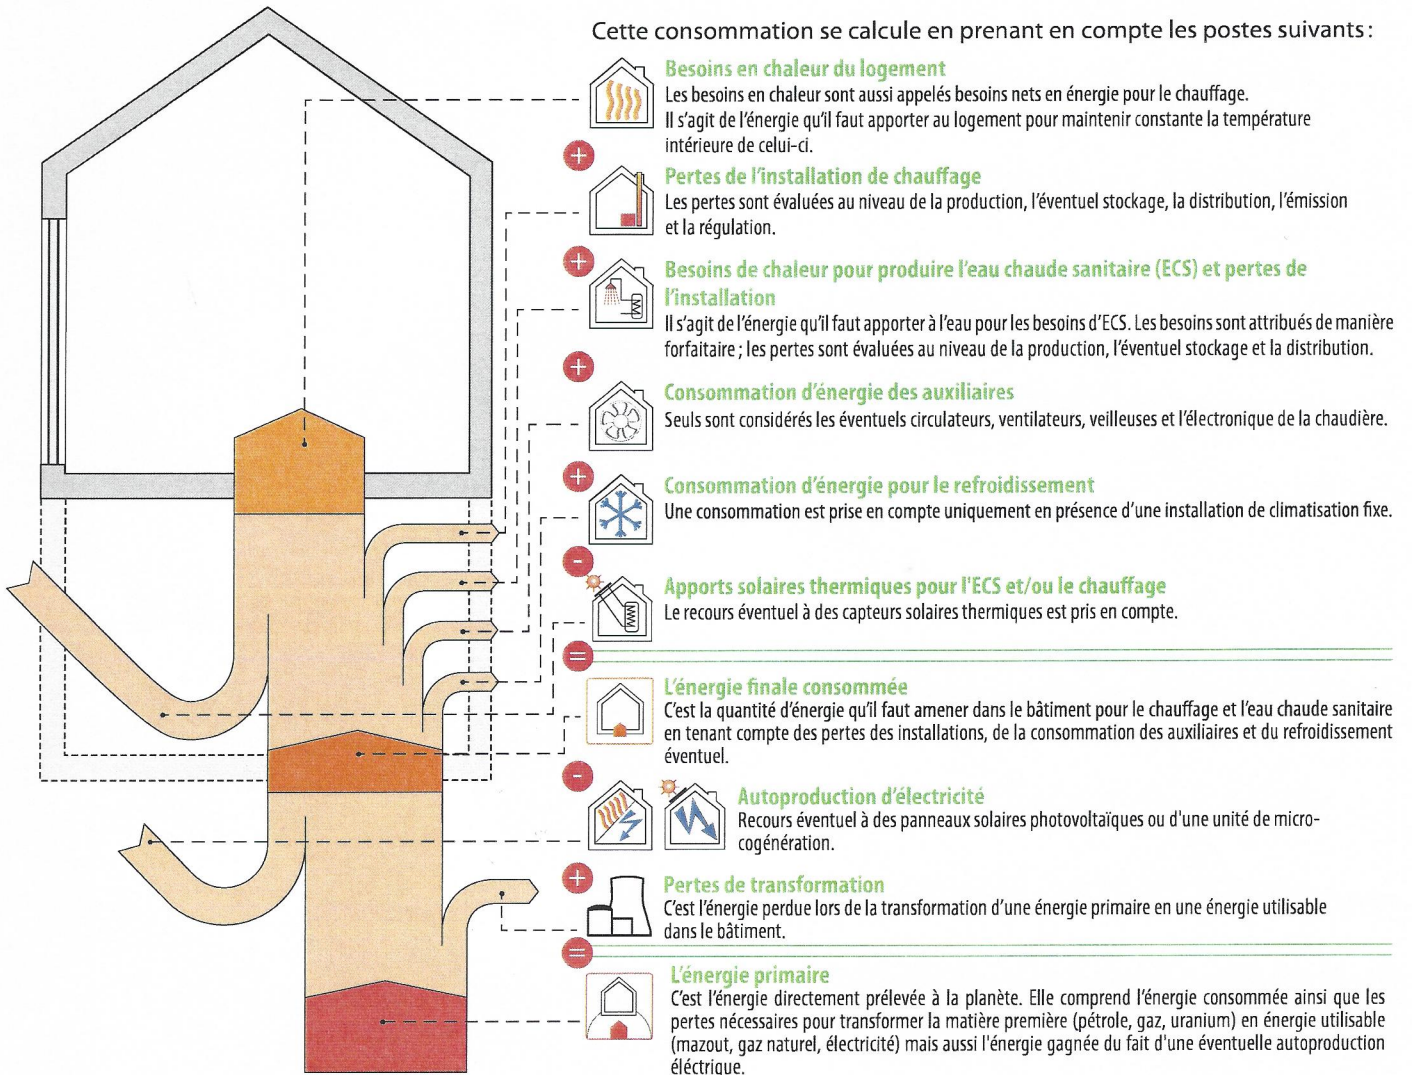 Cette consommation se calcule en prenant en compte les postes suivants :
Besoins en chaleur du logement
Les besoins en chaleur sont aussi appelés besoins nets en énergie pour le chauffage.
Il s'agit de l'énergie qu'il faut apporter au logement pour maintenir constante la température
intérieure de celui-ci.
+
Pertes de l'installation de chauffage
Les pertes sont évaluées au niveau de la production, l'éventuel stockage, la distribution, l'émission
et la régulation.
+
Besoins de chaleur pour produire l'eau chaude sanitaire (ECS) et pertes de
l'installation
Il s'agit de l'énergie qu'il faut apporter à l'eau pour les besoins d'ECS. Les besoins sont attribués de manière
forfaitaire ; les pertes sont évaluées au niveau de la production, l'éventuel stockage et la distribution.
+
Consommation d'énergie des auxiliaires
Seuls sont considérés les éventuels circulateurs, ventilateurs, veilleuses et l'électronique de la chaudière.
+
Consommation d'énergie pour le refroidissement
Une consommation est prise en compte uniquement en présence d'une installation de climatisation fixe.
-
Apports solaires thermiques pour l'ECS et/ou le chauffage
Le recours éventuel à des capteurs solaires thermiques est pris en compte.
=
L'énergie finale consommée
C'est la quantité d'énergie qu'il faut amener dans le bâtiment pour le chauffage et l'eau chaude sanitaire
en tenant compte des pertes des installations, de la consommation des auxiliaires et du refroidissement
éventuel.
-
Autoproduction d'électricité
Recours éventuel à des panneaux solaires photovoltaïques ou d'une unité de micro-
cogénération.
+
Pertes de transformation
C'est l'énergie perdue lors de la transformation d'une énergie primaire en une énergie utilisable
dans le bâtiment.
=
L'énergie primaire
C'est l'énergie directement prélevée à la planète. Elle comprend l'énergie consommée ainsi que les
pertes nécessaires pour transformer la matière première (pétrole, gaz, uranium) en énergie utilisable
(mazout, gaz naturel, électricité) mais aussi l'énergie gagnée du fait d'une éventuelle autoproduction
éléctrique.